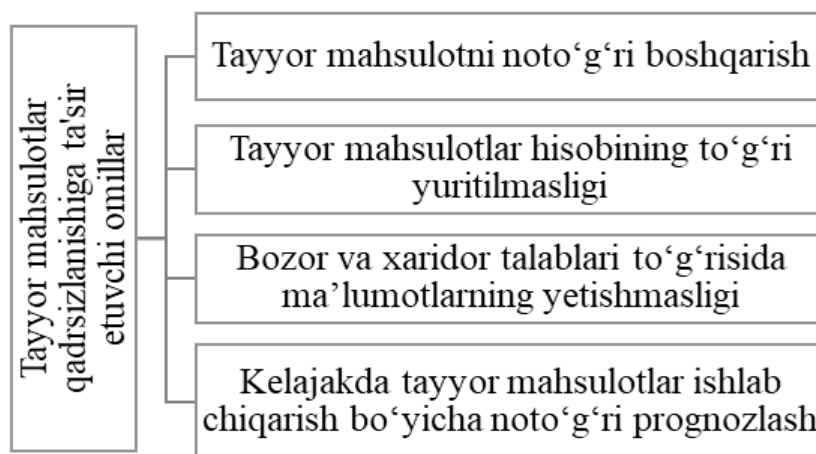 Tayyor mahsulotlar
qadrsizlanishiga ta'sir
etuvchi omillar
Tayyor mahsulotni noto‘g‘ri boshqarish
Tayyor mahsulotlar hisobining to‘g‘ri
yuritilmasligi
Bozor va xaridor talablari to‘g‘risida
ma’lumotlarning yetishmasligi
Kelajakda tayyor mahsulotlar ishlab
chiqarish bo‘yicha noto‘g‘ri prognozlash